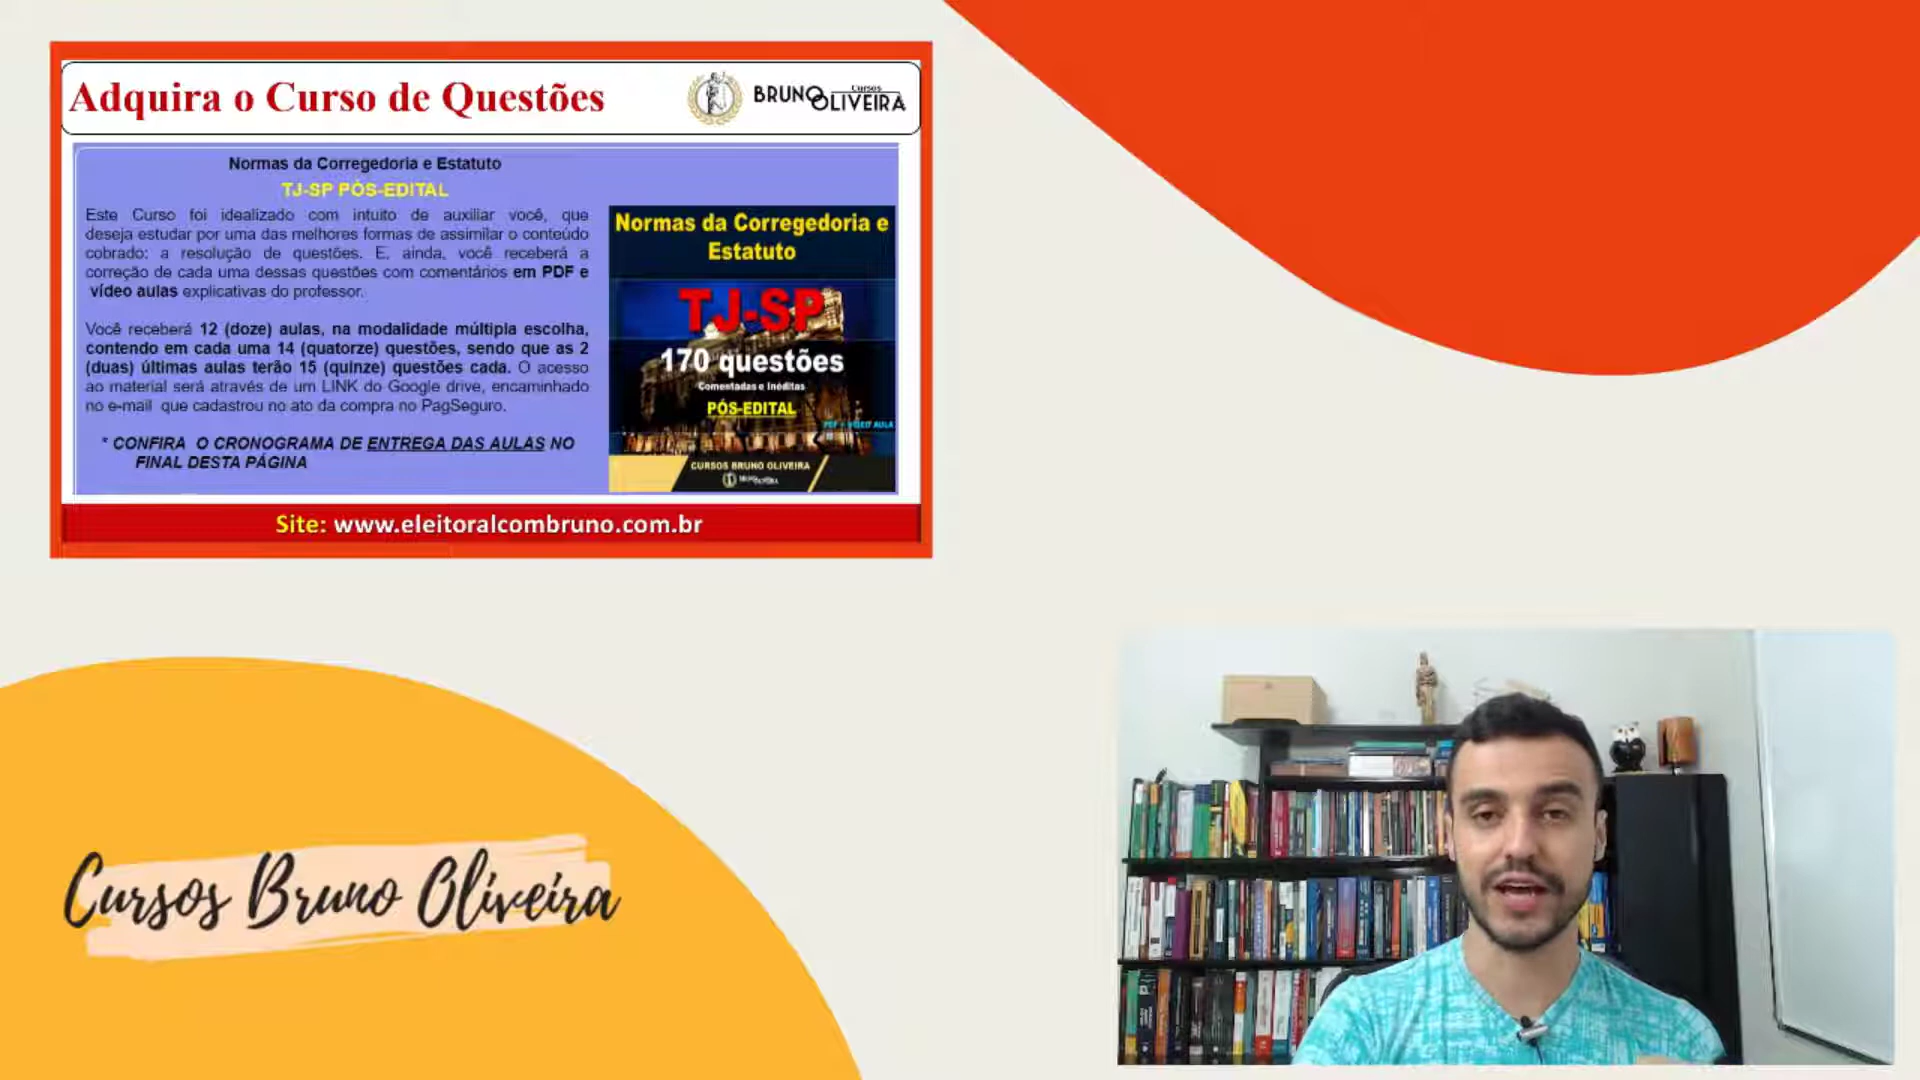 Adquira o Curso de Questões
Cursos
BRUNO OLIVEIRA
Normas da Corregedoria e Estatuto
TJ-SP PÓS-EDITAL
Este Curso foi idealizado com intuito de auxiliar você, que
deseja estudar por uma das melhores formas de assimilar o conteúdo
cobrado: a resolução de questões. E, ainda, você receberá a
correção de cada uma dessas questões com comentários em PDF e
vídeo aulas explicativas do professor.
Você receberá 12 (doze) aulas, na modalidade múltipla escolha,
contendo em cada uma 14 (quatorze) questões, sendo que as 2
(duas) últimas aulas terão 15 (quinze) questões cada. O acesso
ao material será através de um LINK do Google drive, encaminhado
no e-mail que cadastrou no ato da compra no PagSeguro.
* CONFIRA O CRONOGRAMA DE ENTREGA DAS AULAS NO
FINAL DESTA PÁGINA
Normas da Corregedoria e
Estatuto
TJ-SP
170 questões
Comentadas e Inéditas
PÓS-EDITAL
PDF + VÍDEO AULA
CURSOS BRUNO OLIVEIRA
Site: www.eleitoralcombruno.com.br
Cursos Bruno Oliveira